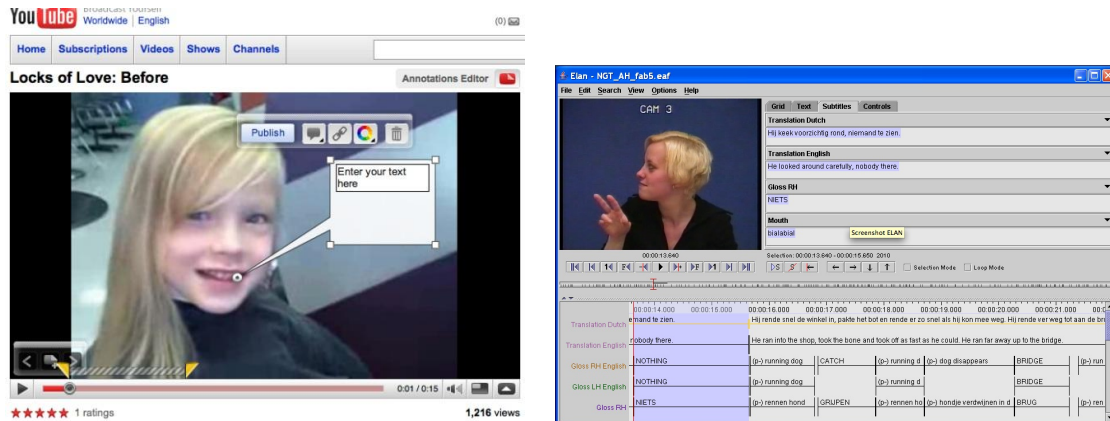 You Tube
Broadcast Yourself
Worldwide | English
(0)
Home Subscriptions Videos Shows Channels
Locks of Love: Before
Annotations Editor
Publish
Enter your text
here
0:01 / 0:15
1 ratings
1,216 views
Elan - NGT_AH_fab5.eaf
File Edit Search View Options Help
CAM 3
Grid Text Subtitles Controls
Translation Dutch
Hij keek voorzichtig rond, niemand te zien.
Translation English
He looked around carefully, nobody there.
Gloss RH
NIETS
Mouth
bialabial
Screenshot ELAN
00:00:13.640
Selection: 00:00:13.640 - 00:00:15.650 2010
Selection Mode Loop Mode
00:00:14.000 00:00:15.000 00:00:16.000 00:00:17.000 00:00:18.000 00:00:19.000 00:00:20.000 00:00:21.000
Translation Dutch
emand te zien. Hij rende snel de winkel in, pakte het bot en rende er zo snel als hij kon mee weg. Hij rende ver weg tot aan de
Translation English
nobody there. He ran into the shop, took the bone and took off as fast as he could. He ran far away up to the bridge.
Gloss RH English
NOTHING (p-) running dog CATCH (p-) running d (p-) dog disappears BRIDGE (p-) run
Gloss LH English
NOTHING (p-) running dog (p-) running d BRIDGE
Gloss RH
NIETS (p-) rennen hond GRIJPEN (p-) rennen ho (p-) hondje verdwijnen in d BRUG (p-) ren